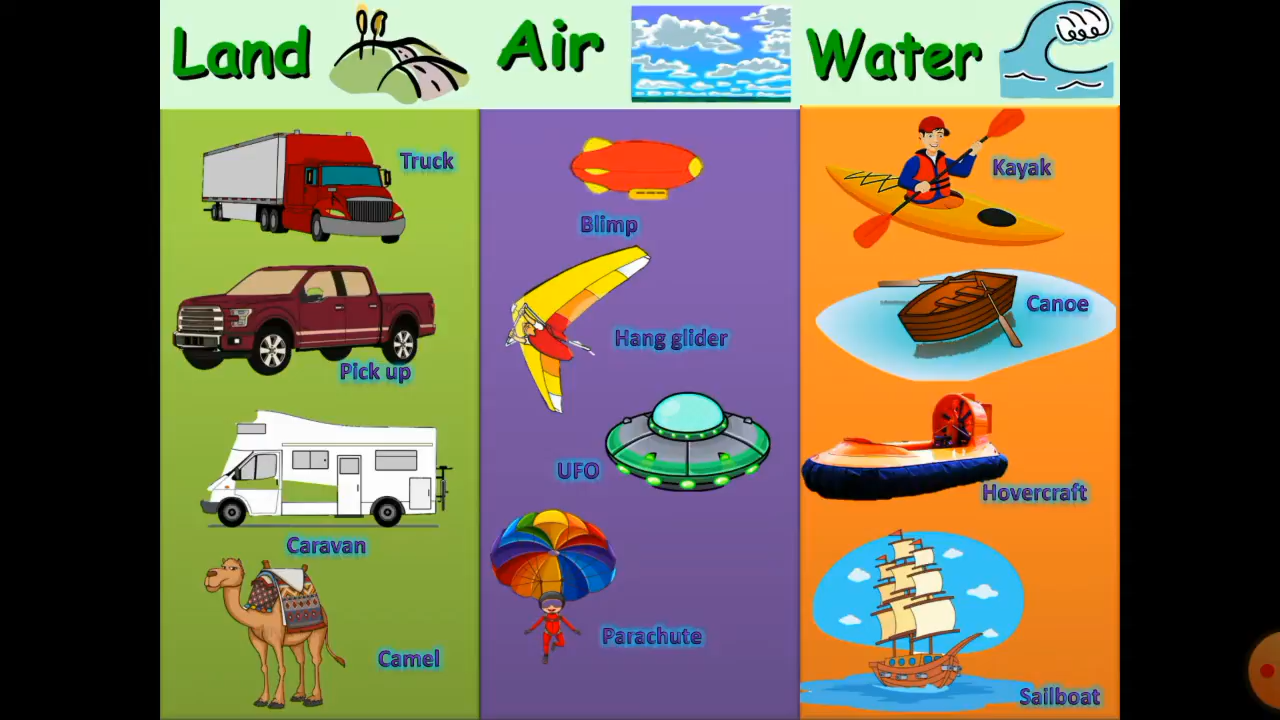 Land
Air
Water
Truck
Pick up
Caravan
Camel
Blimp
Hang glider
UFO
Parachute
Kayak
Canoe
Hovercraft
Sailboat